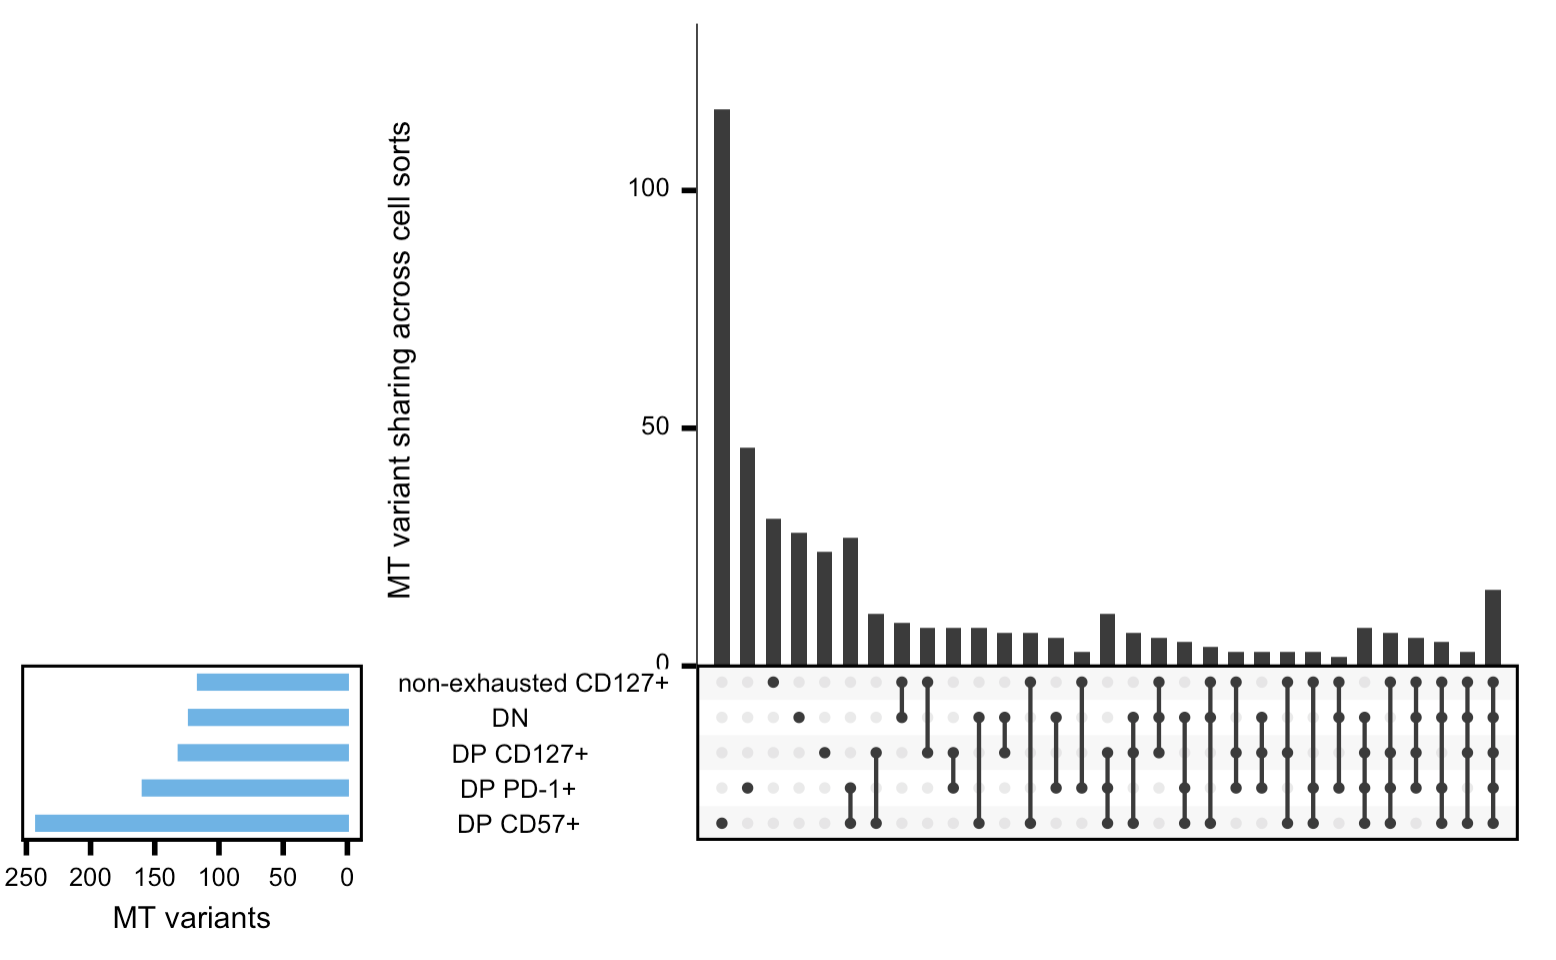 MT variant sharing across cell sorts
100
50
0
non-exhausted CD127+
DN
DP CD127+
DP PD-1+
DP CD57+
250 200 150 100 50 0
MT variants